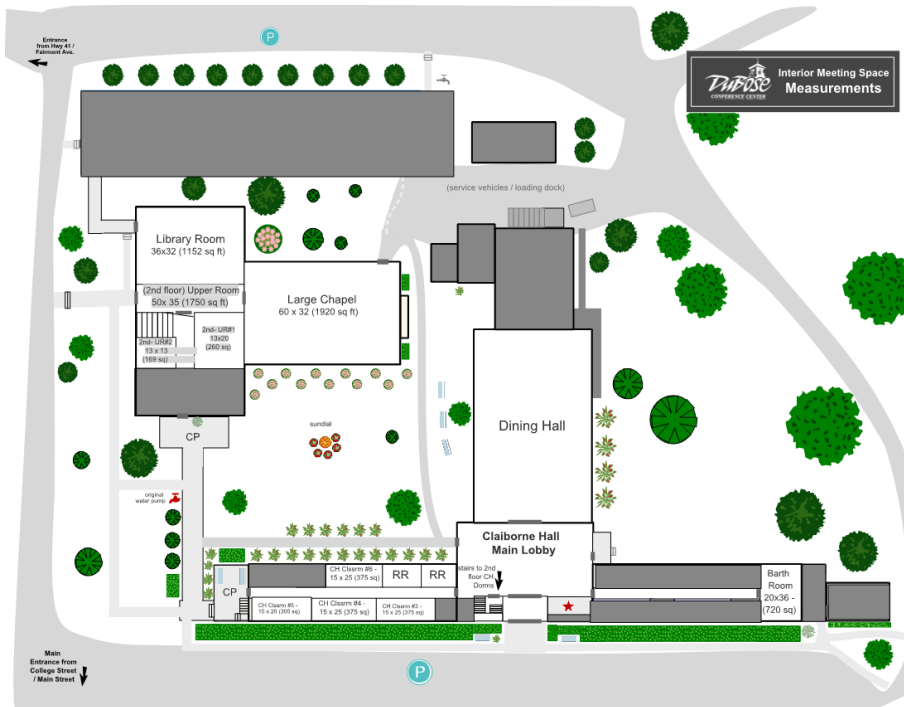 Entrance
from Hwy 41 /
Fairmont Ave.
P
DuBose
CONFERENCE CENTER
Interior Meeting Space
Measurements
(service vehicles / loading dock)
Library Room
36x32 (1152 sq ft)
(2nd floor) Upper Room
50x 35 (1750 sq ft)
Large Chapel
60 x 32 (1920 sq ft)
2nd- UR#1
13x20
(260 sq)
2nd- UR#2
13 x 13
(169 sq)
CP
sundial
Dining Hall
original
water pump
Claiborne Hall
Main Lobby
stairs to 2nd
floor CH
Dorms
CH Clssrm #6 -
15 x 25 (375 sq)
RR
RR
CP
CH Clssrm #5 -
15 x 20 (300 sq)
CH Clssrm #4 -
15 x 25 (375 sq)
CH Clssrm #3 -
15 x 25 (375 sq)
Barth
Room
20x36 -
(720 sq)
Main
Entrance from
College Street
/ Main Street
P